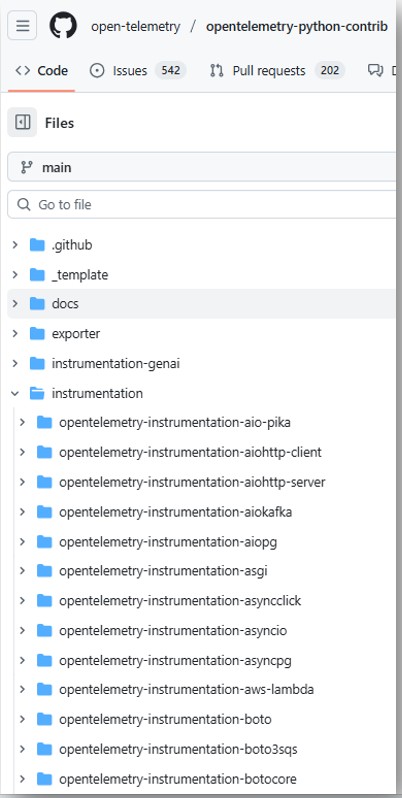 open-telemetry / opentelemetry-python-contrib
Code Issues 542 Pull requests 202
Files
main
Go to file
.github
_template
docs
exporter
instrumentation-genai
instrumentation
opentelemetry-instrumentation-aio-pika
opentelemetry-instrumentation-aiohttp-client
opentelemetry-instrumentation-aiohttp-server
opentelemetry-instrumentation-aiokafka
opentelemetry-instrumentation-aiopg
opentelemetry-instrumentation-asgi
opentelemetry-instrumentation-asyncclick
opentelemetry-instrumentation-asyncio
opentelemetry-instrumentation-asyncpg
opentelemetry-instrumentation-aws-lambda
opentelemetry-instrumentation-boto
opentelemetry-instrumentation-boto3sqs
opentelemetry-instrumentation-botocore